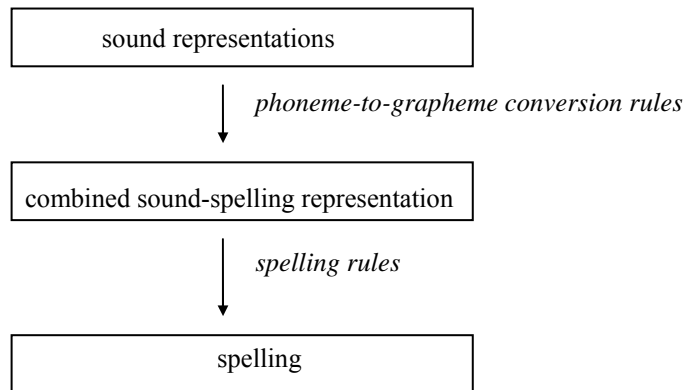 sound representations
phoneme-to-grapheme conversion rules
combined sound-spelling representation
spelling rules
spelling